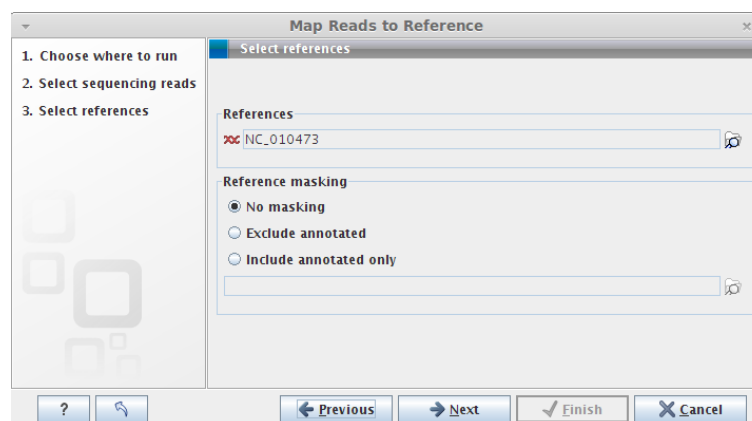 Map Reads to Reference
1. Choose where to run
2. Select sequencing reads
3. Select references
Select references
References
NC_010473
Reference masking
No masking
Exclude annotated
Include annotated only
? Previous Next Finish Cancel